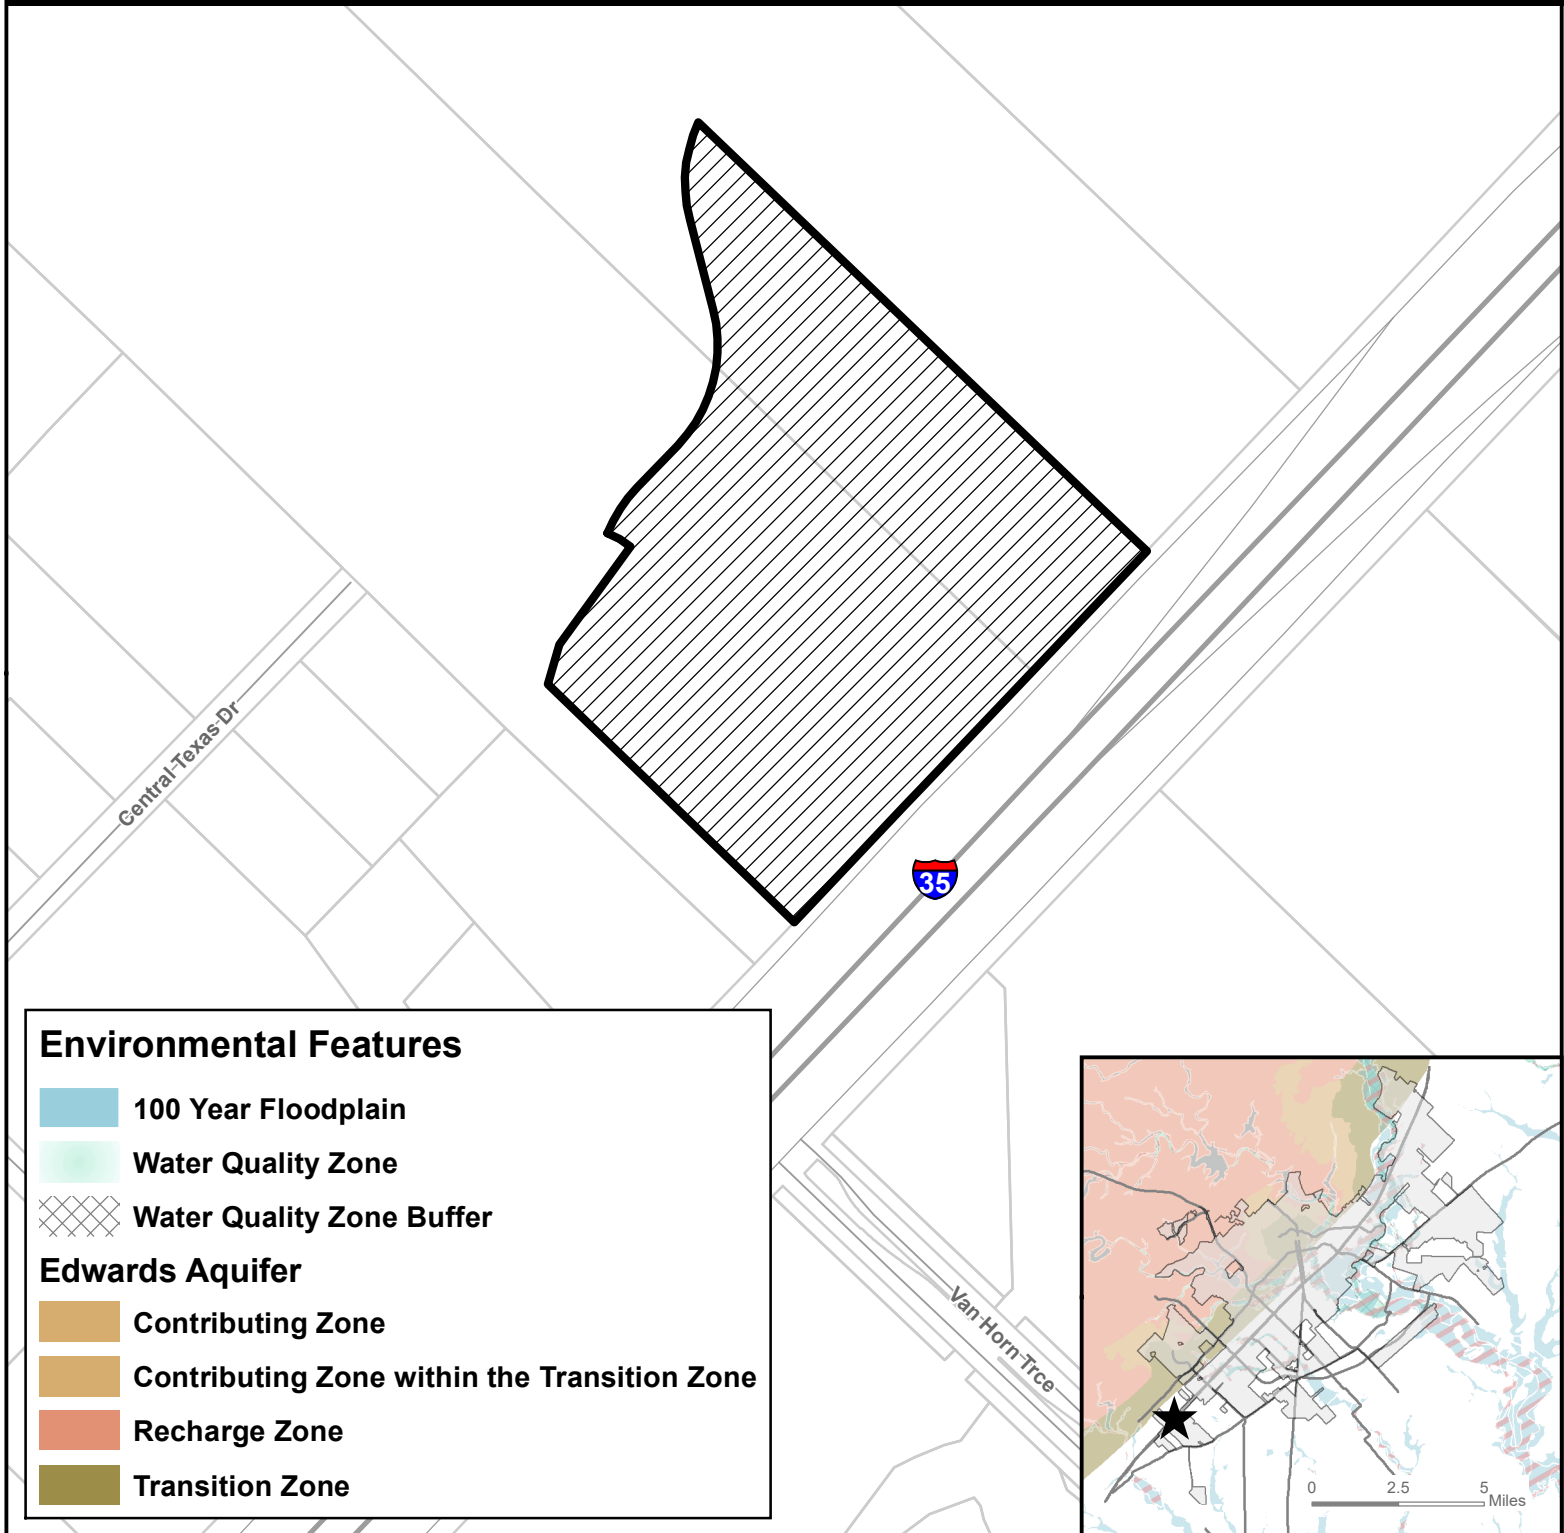 Central Texas Dr
35
Environmental Features
100 Year Floodplain
Water Quality Zone
Water Quality Zone Buffer
Edwards Aquifer
Contributing Zone
Contributing Zone within the Transition Zone
Recharge Zone
Transition Zone
Van Horn Trce
0 2.5 5
Miles